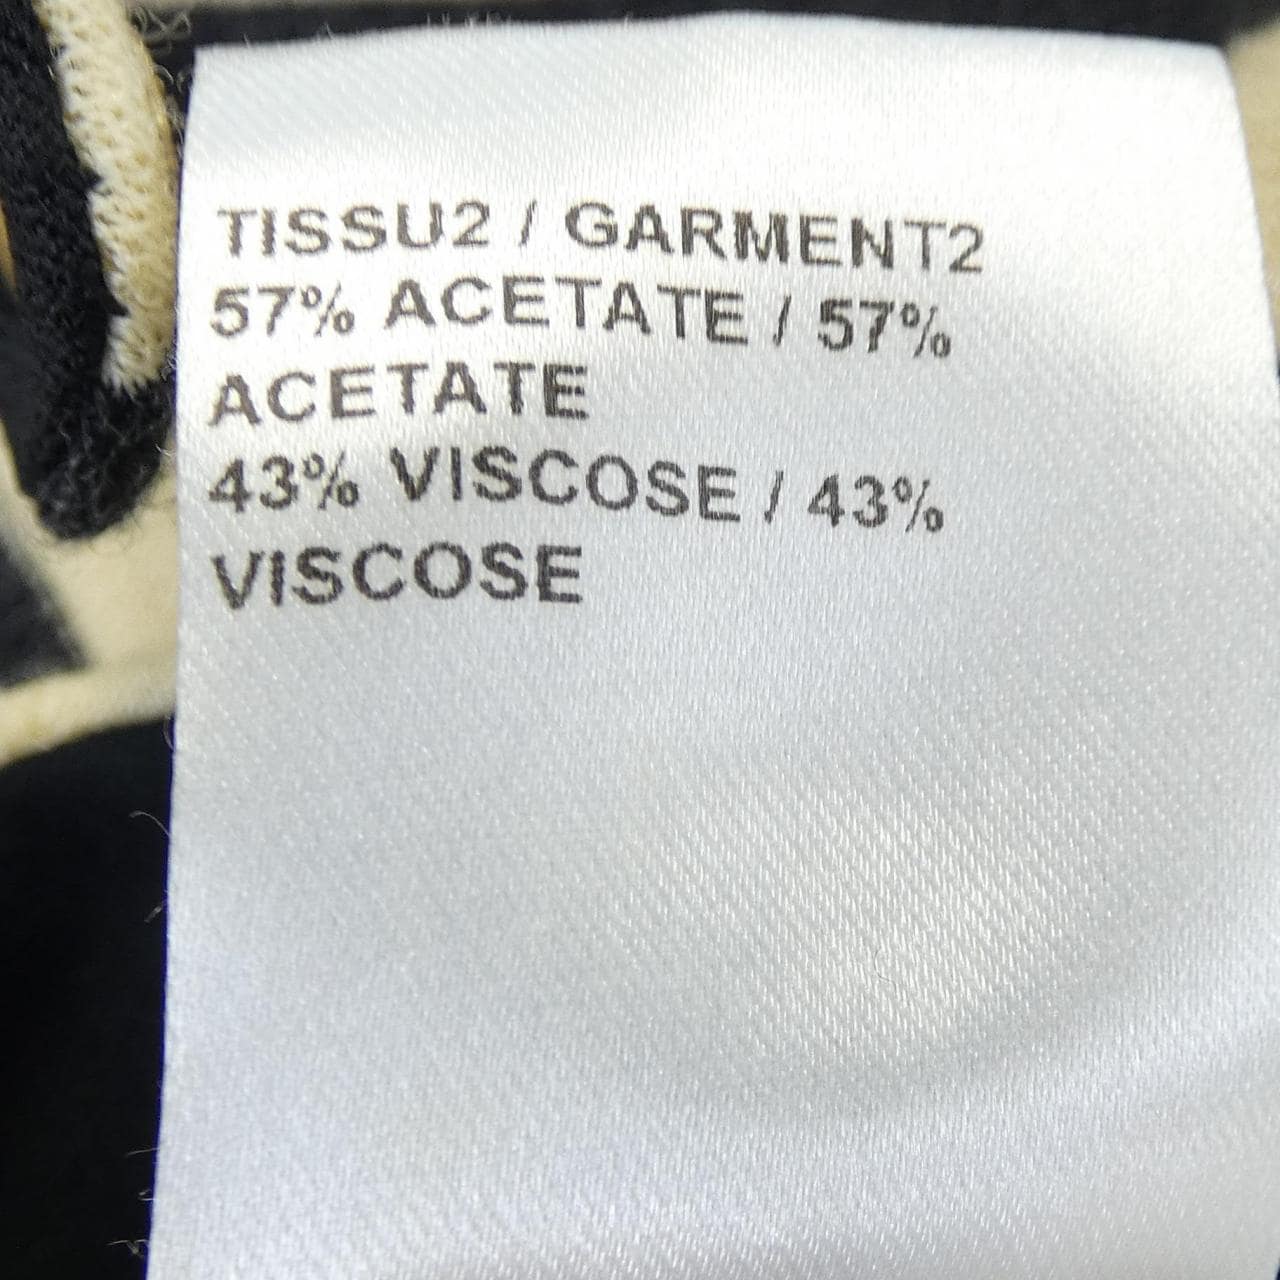 TISSU2 / GARMENT2
57% ACETATE / 57%
ACETATE
43% VISCOSE / 43%
VISCOSE